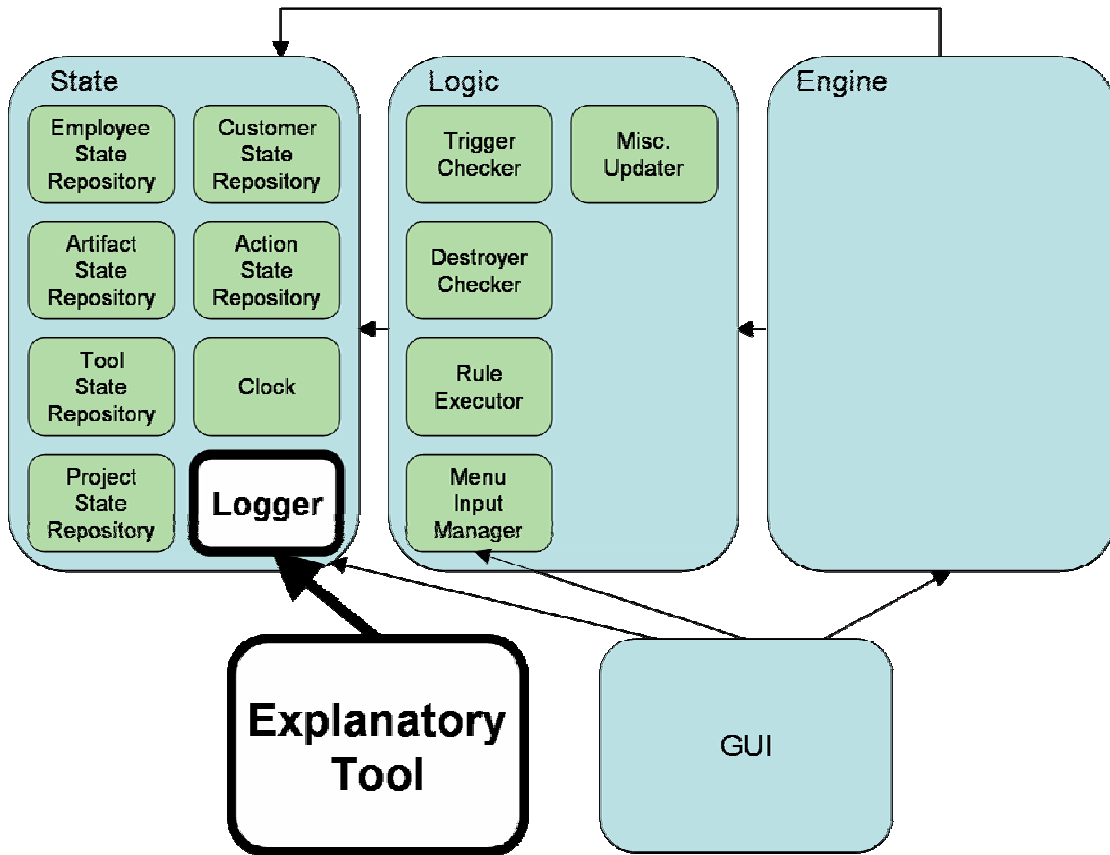 State
Employee
State
Repository
Customer
State
Repository
Artifact
State
Repository
Action
State
Repository
Tool
State
Repository
Clock
Project
State
Repository
Logger
Logic
Trigger
Checker
Misc.
Updater
Destroyer
Checker
Rule
Executor
Menu
Input
Manager
Engine
Explanatory
Tool
GUI